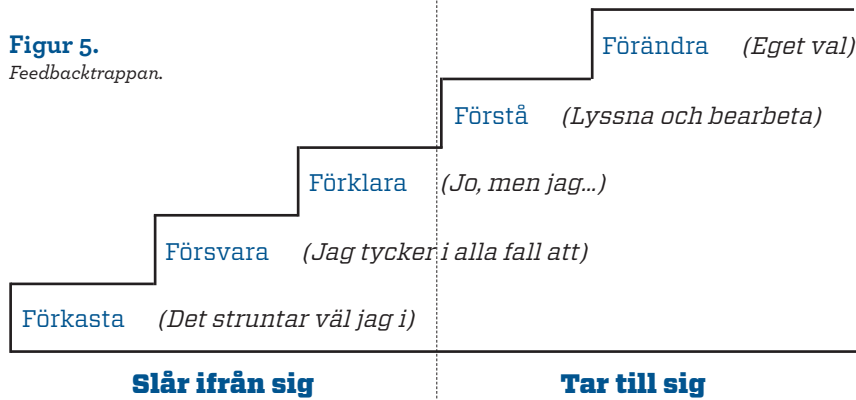 Figur 5.
Feedbacktrappan.
Förändra (Eget val)
Förstå (Lyssna och bearbeta)
Förklara (Jo, men jag...)
Försvara (Jag tycker i alla fall att)
Förkasta (Det struntar väl jag i)
Slår ifrån sig Tar till sig